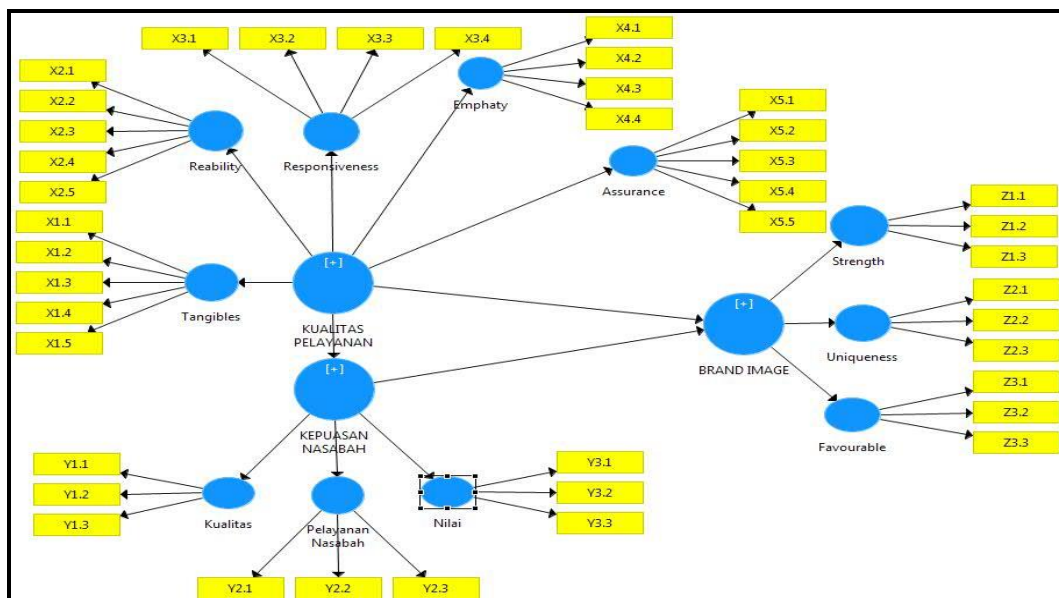 X3.1
X3.2
X3.3
X3.4
X4.1
X4.2
X4.3
X4.4
Emphaty
X2.1
X2.2
X2.3
X2.4
X2.5
Reability
Responsiveness
X5.1
X5.2
X5.3
X5.4
X5.5
Assurance
X1.1
X1.2
X1.3
X1.4
X1.5
Tangibles
[+]
KUALITAS
PELAYANAN
Z1.1
Z1.2
Z1.3
Strength
[+]
BRAND IMAGE
Z2.1
Z2.2
Z2.3
Uniqueness
Z3.1
Z3.2
Z3.3
Favourable
[+]
KEPUASAN
NASABAH
Y1.1
Y1.2
Y1.3
Kualitas
Pelayanan
Nasabah
Nilai
Y3.1
Y3.2
Y3.3
Y2.1
Y2.2
Y2.3